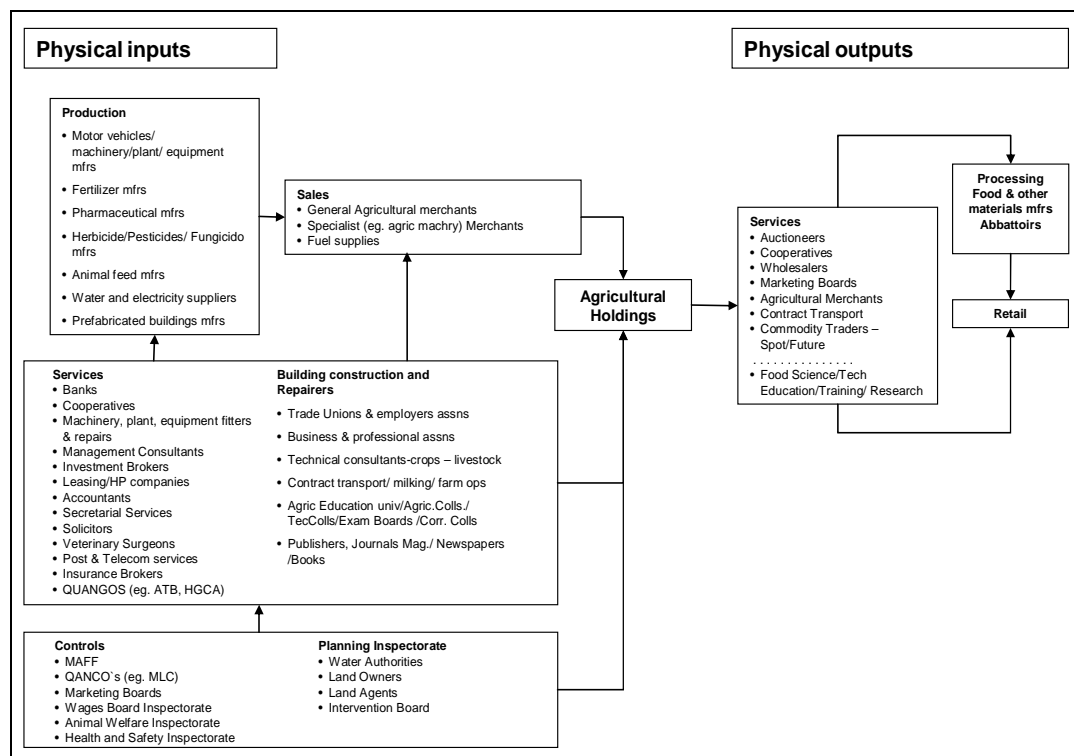 Physical inputs
Physical outputs
Production
• Motor vehicles/
machinery/plant/ equipment
mfrs
• Fertilizer mfrs
• Pharmaceutical mfrs
• Herbicide/Pesticides/ Fungicido
mfrs
• Animal feed mfrs
• Water and electricity suppliers
• Prefabricated buildings mfrs
Sales
• General Agricultural merchants
• Specialist (eg. agric machry) Merchants
• Fuel supplies
Agricultural
Holdings
Services
• Auctioneers
• Cooperatives
• Wholesalers
• Marketing Boards
• Agricultural Merchants
• Contract Transport
• Commodity Traders –
Spot/Future
. . . . . . . . . . . . . . .
• Food Science/Tech
Education/Training/ Research
Processing
Food & other
materials mfrs
Abbattoirs
Retail
Services
• Banks
• Cooperatives
• Machinery, plant, equipment fitters
& repairs
• Management Consultants
• Investment Brokers
• Leasing/HP companies
• Accountants
• Secretarial Services
• Solicitors
• Veterinary Surgeons
• Post & Telecom services
• Insurance Brokers
• QUANGOS (eg. ATB, HGCA)
Building construction and
Repairers
• Trade Unions & employers assns
• Business & professional assns
• Technical consultants-crops – livestock
• Contract transport/ milking/ farm ops
• Agric Education univ/Agric.Colls./
TecColls/Exam Boards /Corr. Colls
• Publishers, Journals Mag./ Newspapers
/Books
Controls
• MAFF
• QANCO`s (eg. MLC)
• Marketing Boards
• Wages Board Inspectorate
• Animal Welfare Inspectorate
• Health and Safety Inspectorate
Planning Inspectorate
• Water Authorities
• Land Owners
• Land Agents
• Intervention Board